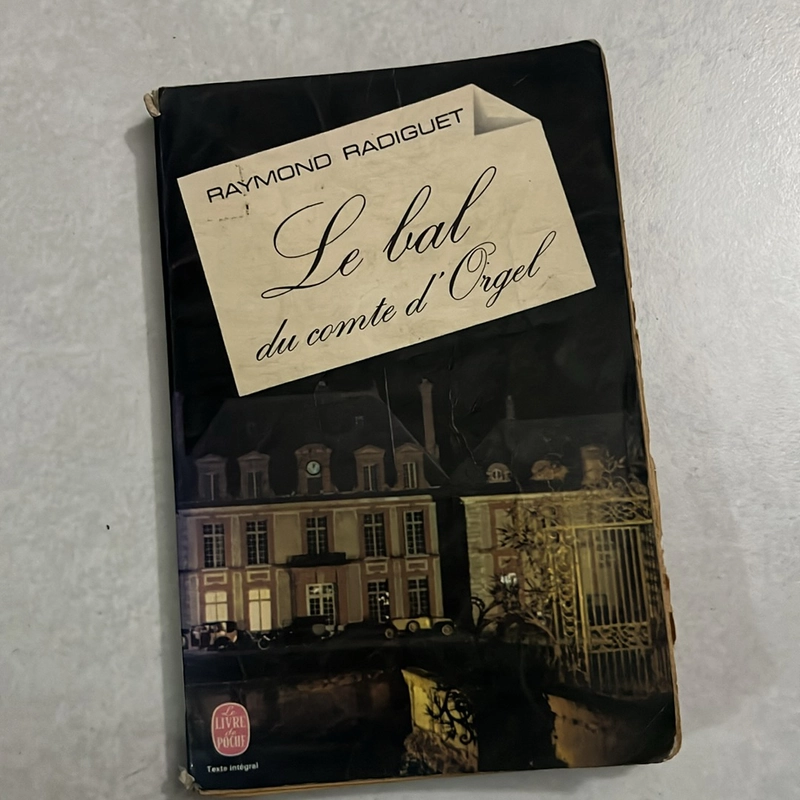 RAYMOND RADIGUET
Le bal
du comte d'Orgel
Le
LIVRE
de
POCHE
Texte intégral